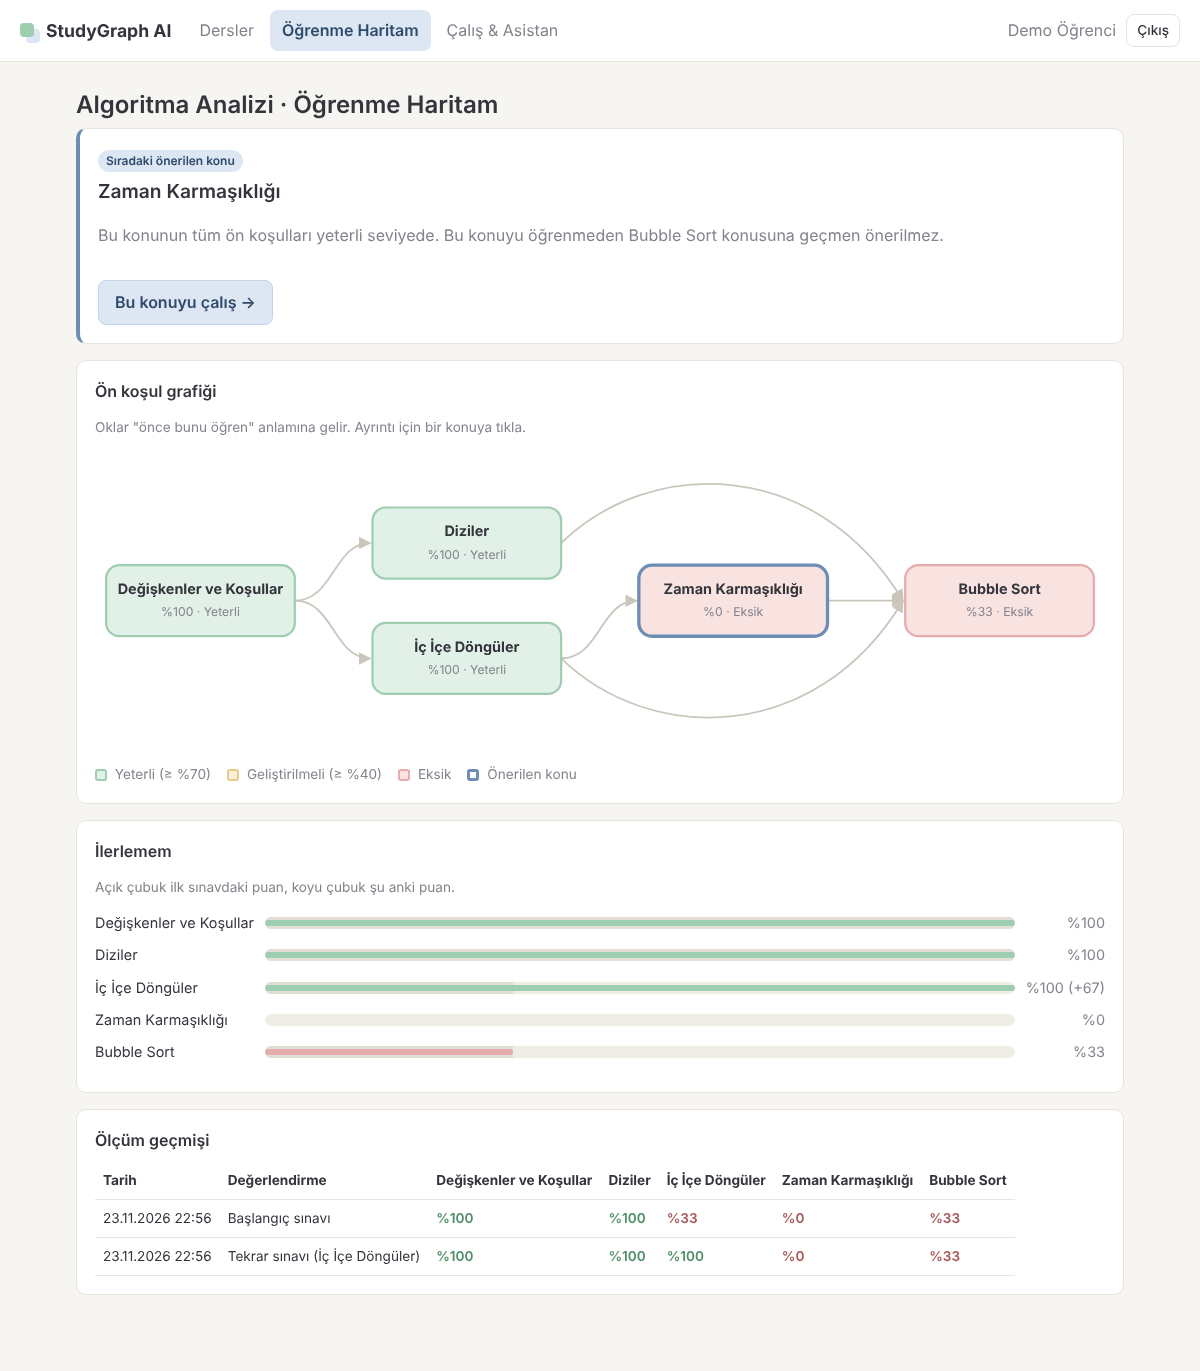 StudyGraph AI
Dersler
Öğrenme Haritam
Çalış & Asistan
Demo Öğrenci
Çıkış
Algoritma Analizi · Öğrenme Haritam
Sıradaki önerilen konu
Zaman Karmaşıklığı
Bu konunun tüm ön koşulları yeterli seviyede. Bu konuyu öğrenmeden Bubble Sort konusuna geçmen önerilmez.
Bu konuyu çalış →
Ön koşul grafiği
Oklar "önce bunu öğren" anlamına gelir. Ayrıntı için bir konuya tıkla.
Değişkenler ve Koşullar
%100 · Yeterli
Diziler
%100 · Yeterli
İç İçe Döngüler
%100 · Yeterli
Zaman Karmaşıklığı
%0 · Eksik
Bubble Sort
%33 · Eksik
Yeterli (≥ %70)
Geliştirilmeli (≥ %40)
Eksik
Önerilen konu
İlerlemem
Açık çubuk ilk sınavdaki puan, koyu çubuk şu anki puan.
Değişkenler ve Koşullar %100
Diziler %100
İç İçe Döngüler %100 (+67)
Zaman Karmaşıklığı %0
Bubble Sort %33
Ölçüm geçmişi
Tarih Değerlendirme Değişkenler ve Koşullar Diziler İç İçe Döngüler Zaman Karmaşıklığı Bubble Sort
23.11.2026 22:56 Başlangıç sınavı %100 %100 %33 %0 %33
23.11.2026 22:56 Tekrar sınavı (İç İçe Döngüler) %100 %100 %100 %0 %33